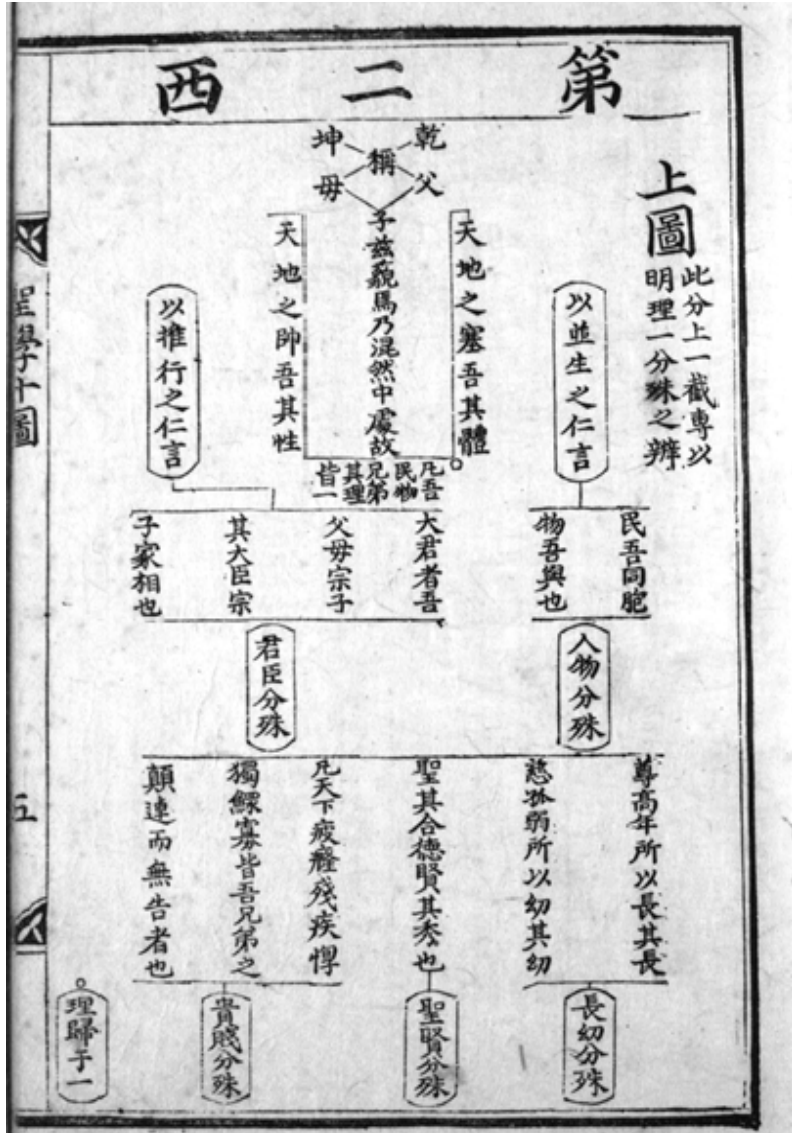 第二西
上圖
此分上一截專以
明理一分殊之辨
乾
父
稱
坤
母
天地之塞吾其體
予茲藐焉乃混然中處故
天地之帥吾其性
以並生之仁言
以推行之仁言
凡吾
民物
兄弟
其理
皆一
民吾同胞
物吾與也
大君者吾
父母宗子
其大臣宗
子家相也
人物分殊
君臣分殊
尊高年所以長其長
慈孤弱所以幼其幼
聖其合德賢其秀也
凡天下疲癃殘疾惸
獨鰥寡皆吾兄弟之
顛連而無告者也
長幼分殊
聖賢分殊
貴賤分殊
理歸于一
聖學十圖
五